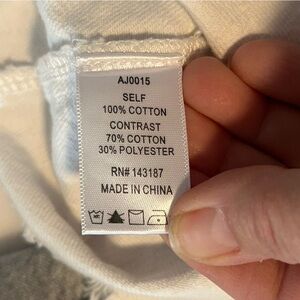 AJ0015
SELF
100% COTTON
CONTRAST
70% COTTON
30% POLYESTER
RN# 143187
MADE IN CHINA